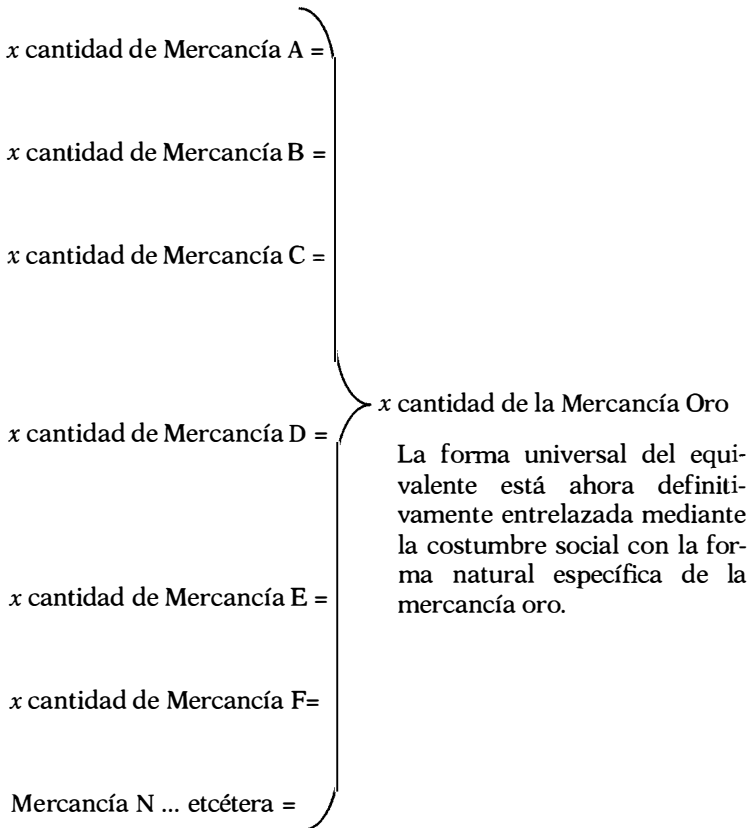 x cantidad de Mercancía A =
x cantidad de Mercancía B =
x cantidad de Mercancía C =
x cantidad de Mercancía D =
x cantidad de Mercancía E =
x cantidad de Mercancía F=
Mercancía N ... etcétera =
x cantidad de la Mercancía Oro
La forma universal del equi-
valente está ahora definiti-
vamente entrelazada mediante
la costumbre social con la for-
ma natural específica de la
mercancía oro.